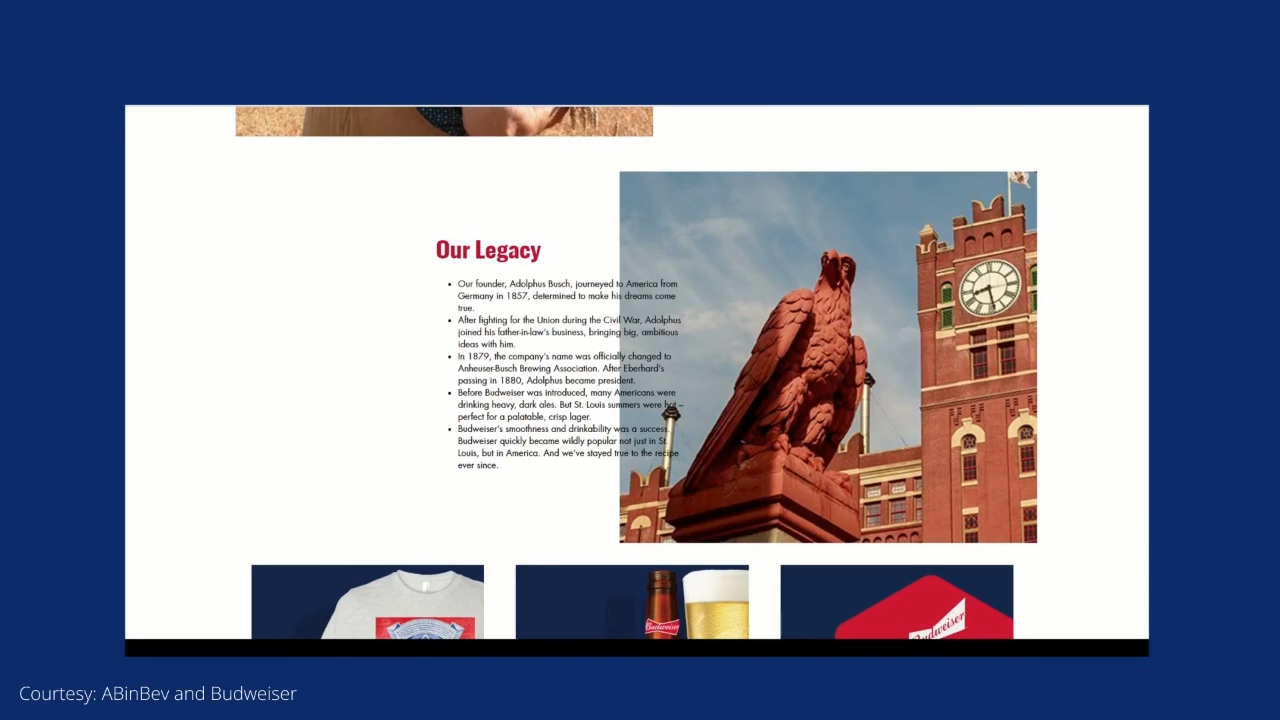 Our Legacy
• Our founder, Adolphus Busch, journeyed to America from
Germany in 1857, determined to make his dreams come
true.
• After fighting for the Union during the Civil War, Adolphus
joined his father-in-law's business, bringing big, ambitious
ideas with him.
• In 1879, the company's name was officially changed to
Anheuser-Busch Brewing Association. After Eberhard's
passing in 1880, Adolphus became president.
• Before Budweiser was introduced, many Americans were
drinking heavy, dark ales. But St. Louis summers were hot –
perfect for a palatable, crisp lager.
• Budweiser's smoothness and drinkability was a success.
Budweiser quickly became wildly popular not just in St.
Louis, but in America. And we've stayed true to the recipe
ever since.
Budweiser
Budweiser
Courtesy: ABinBev and Budweiser